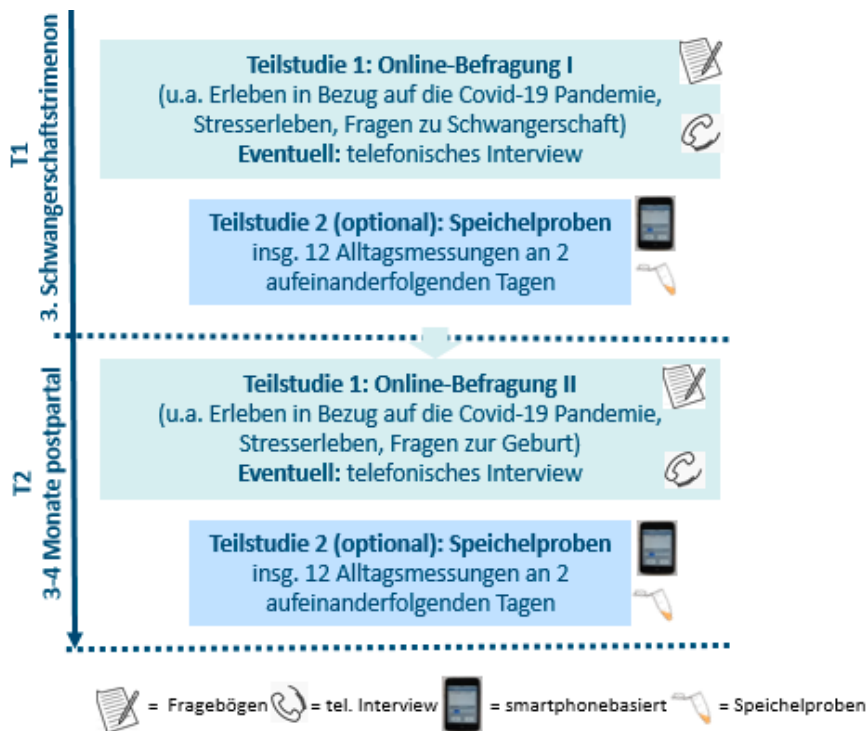 T1
3. Schwangerschaftstrimenon
Teilstudie 1: Online-Befragung I
(u.a. Erleben in Bezug auf die Covid-19 Pandemie,
Stresserleben, Fragen zu Schwangerschaft)
Eventuell: telefonisches Interview
Teilstudie 2 (optional): Speichelproben
insg. 12 Alltagsmessungen an 2
aufeinanderfolgenden Tagen
T2
3-4 Monate postpartal
Teilstudie 1: Online-Befragung II
(u.a. Erleben in Bezug auf die Covid-19 Pandemie,
Stresserleben, Fragen zur Geburt)
Eventuell: telefonisches Interview
Teilstudie 2 (optional): Speichelproben
insg. 12 Alltagsmessungen an 2
aufeinanderfolgenden Tagen
= Fragebögen = tel. Interview = smartphonebasiert = Speichelproben